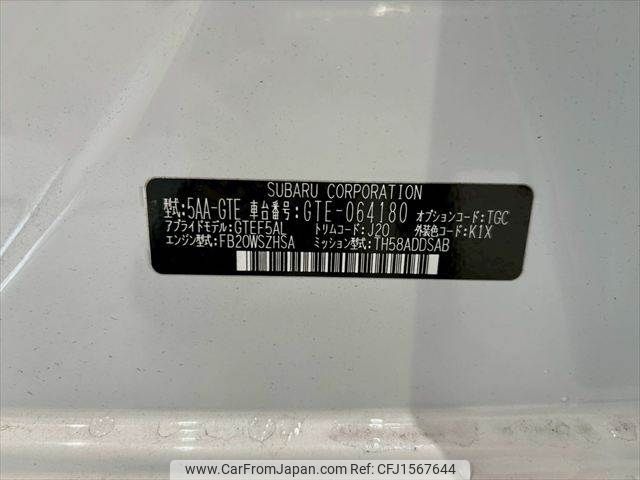 SUBARU CORPORATION
型式:5AA-GTE 車台番号:GTE-064180 オプションコード:TGC
アプライドモデル:GTEF5AL トリムコード:J20 外装色コード:K1X
エンジン型式:FB20WSZHSA ミッション型式:TH58ADDSAB
© CAR FROM JAPAN | www.CarFromJapan.com - CFJ1567644